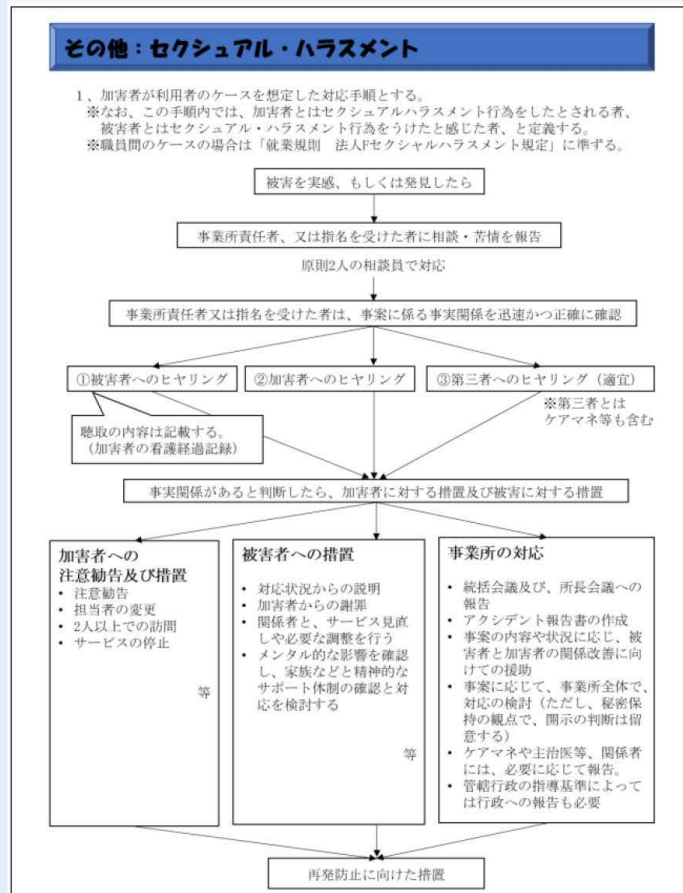 その他：セクシュアル・ハラスメント
1、加害者が利用者のケースを想定した対応手順とする。
※なお、この手順内では、加害者とはセクシュアルハラスメント行為をしたとされる者、
被害者とはセクシュアル・ハラスメント行為をうけたと感じた者、と定義する。
※職員間のケースの場合は「就業規則　法人Fセクシャルハラスメント規定」に準ずる。
被害を実感、もしくは発見したら
事業所責任者、又は指名を受けた者に相談・苦情を報告
原則2人の相談員で対応
事業所責任者又は指名を受けた者は、事案に係る事実関係を迅速かつ正確に確認
①被害者へのヒヤリング
②加害者へのヒヤリング
③第三者へのヒヤリング（適宜）
※第三者とは
ケアマネ等も含む
聴取の内容は記載する。
（加害者の看護経過記録）
事実関係があると判断したら、加害者に対する措置及び被害に対する措置
加害者への
注意勧告及び措置
• 注意勧告
• 担当者の変更
• 2人以上での訪問
• サービスの停止
等
被害者への措置
• 対応状況からの説明
• 加害者からの謝罪
• 関係者と、サービス見直
しや必要な調整を行う
• メンタル的な影響を確認
し、家族などと精神的な
サポート体制の確認と対
応を検討する
等
事業所の対応
• 統括会議及び、所長会議への
報告
• アクシデント報告書の作成
• 事案の内容や状況に応じ、被
害者と加害者の関係改善に向
けての援助
• 事案に応じて、事業所全体で、
対応の検討（ただし、秘密保
持の観点で、開示の判断は留
意する）
• ケアマネや主治医等、関係者
には、必要に応じて報告。
• 管轄行政の指導基準によって
は行政への報告も必要
再発防止に向けた措置